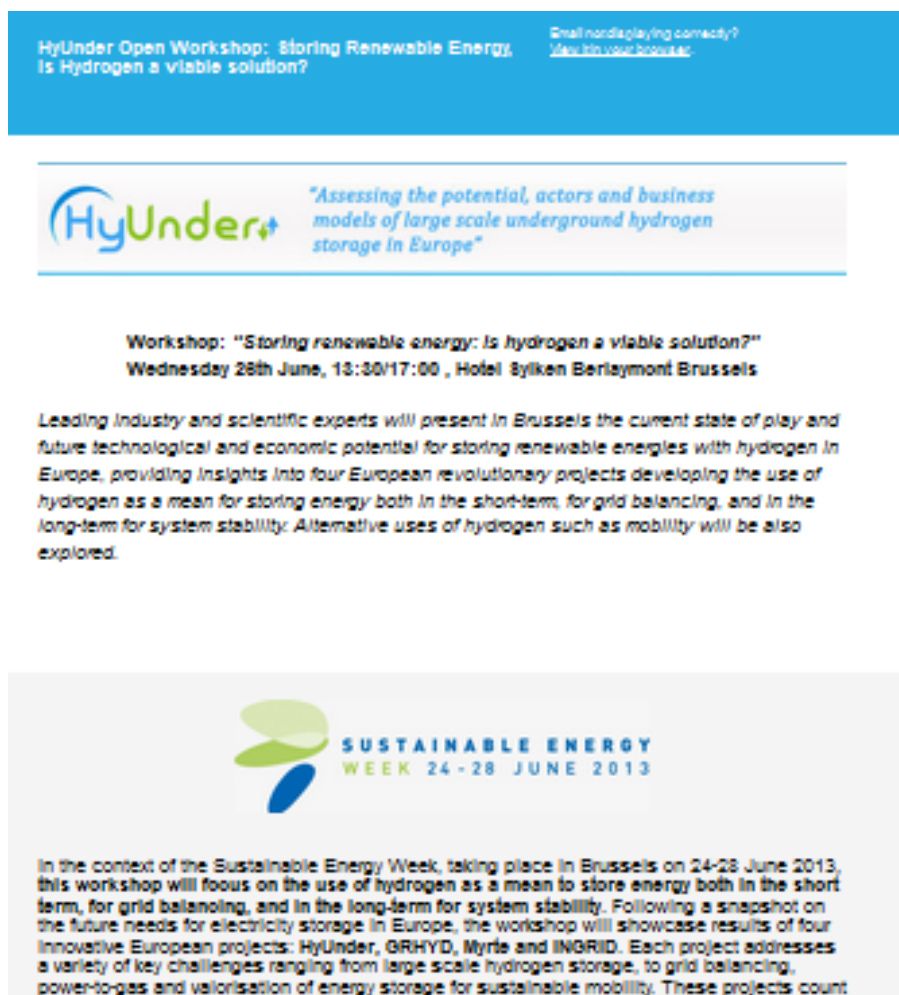 HyUnder Open Workshop: Storing Renewable Energy,
Is Hydrogen a viable solution?
Email not displaying correctly?
View it in your browser.
HyUnder
"Assessing the potential, actors and business
models of large scale underground hydrogen
storage in Europe"
Workshop: "Storing renewable energy: is hydrogen a viable solution?"
Wednesday 26th June, 13:30/17:00 , Hotel Silken Berlaymont Brussels
Leading industry and scientific experts will present in Brussels the current state of play and
future technological and economic potential for storing renewable energies with hydrogen in
Europe, providing insights into four European revolutionary projects developing the use of
hydrogen as a mean for storing energy both in the short-term, for grid balancing, and in the
long-term for system stability. Alternative uses of hydrogen such as mobility will be also
explored.
SUSTAINABLE ENERGY
WEEK 24-28 JUNE 2013
In the context of the Sustainable Energy Week, taking place in Brussels on 24-28 June 2013,
this workshop will focus on the use of hydrogen as a mean to store energy both in the short
term, for grid balancing, and in the long-term for system stability. Following a snapshot on
the future needs for electricity storage in Europe, the workshop will showcase results of four
innovative European projects: HyUnder, GRHYD, Myrte and INGRID. Each project addresses
a variety of key challenges ranging from large scale hydrogen storage, to grid balancing,
power-to-gas and valorisation of energy storage for sustainable mobility. These projects count